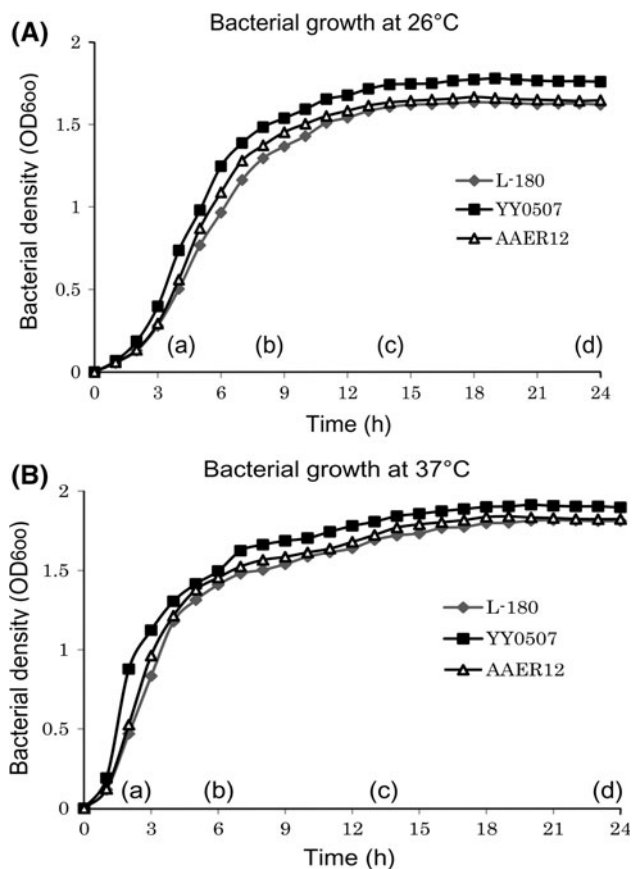 (A)
Bacterial growth at 26°C
Bacterial density (OD600)
2
1.5
1
0.5
0
L-180
YY0507
AAER12
(a) (b) (c) (d)
0 3 6 9 12 15 18 21 24
Time (h)
(B)
Bacterial growth at 37°C
Bacterial density (OD600)
2
1.5
1
0.5
0
L-180
YY0507
AAER12
(a) (b) (c) (d)
0 3 6 9 12 15 18 21 24
Time (h)